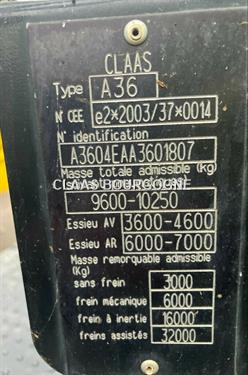 CLAAS
Type A36
N° CEE e2*2003/37*0014
N° identification
A3604EAA3601807
Masse totale admissible (kg)
CLAAS BOURGOGNE
9600-10250
Essieu AV 3600-4600
Essieu AR 6000-7000
Masse remorquable admissible
(Kg)
sans frein 3000
frein mécanique 6000
frein à inertie 16000
freins assistés 32000